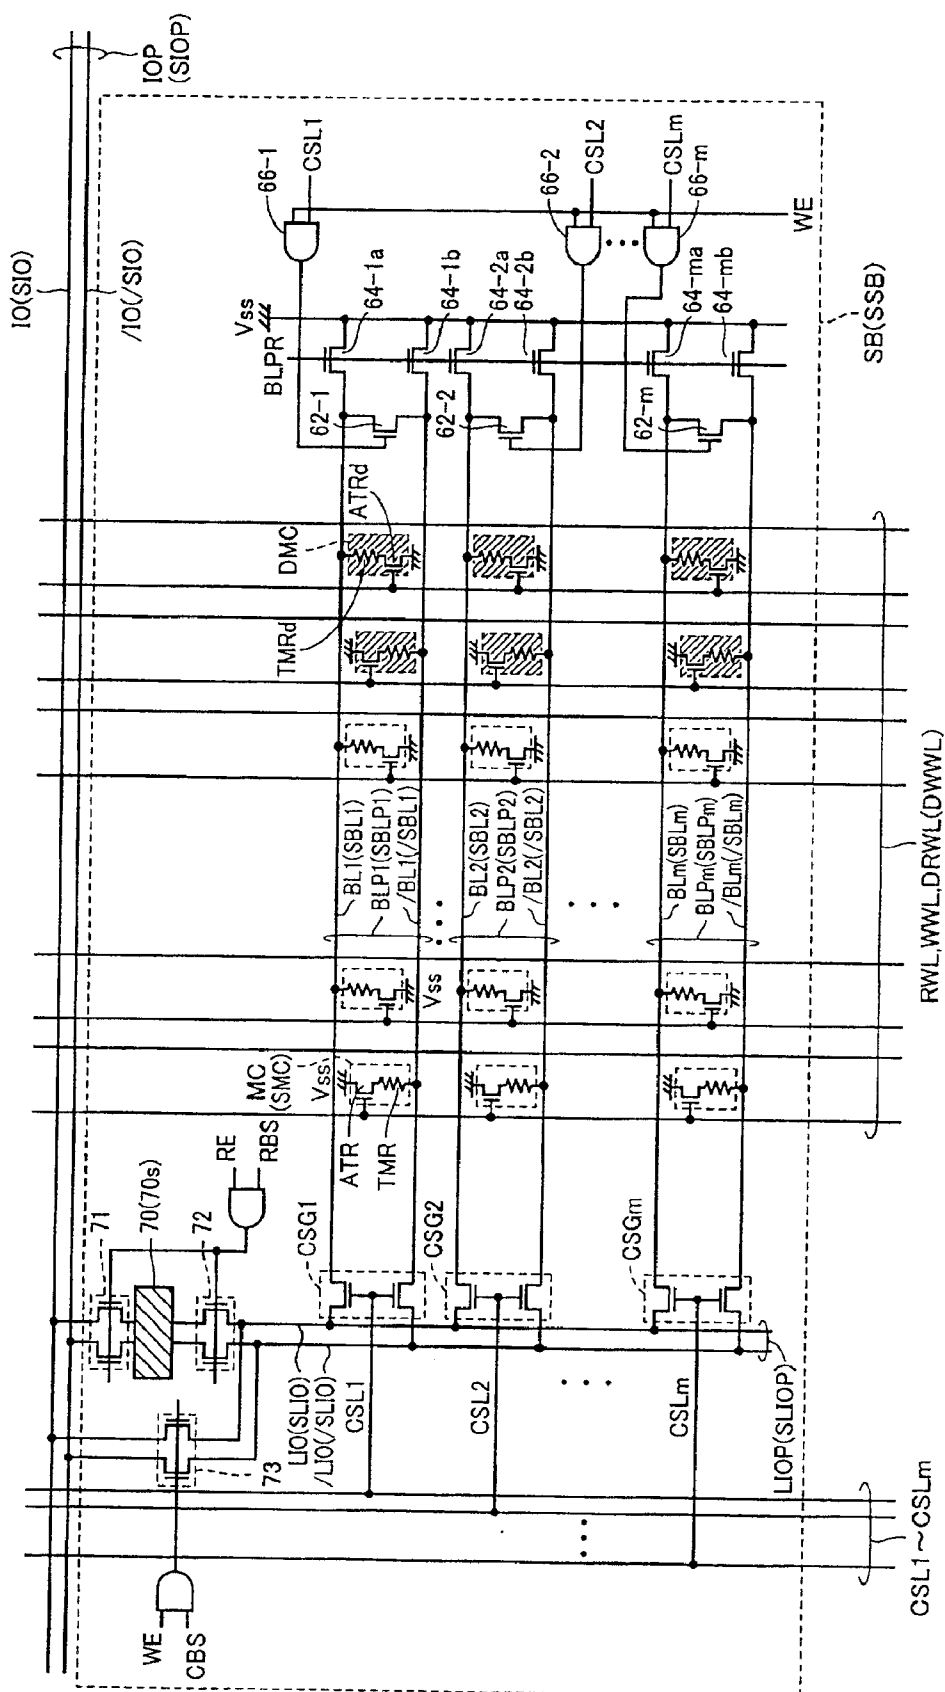 IO(SIO)
/IO(/SIO)
IOP
(SIOP)
WE
CBS
73
71
70(70s)
72
RE
RBS
LIO(SLIO)
/LIO(/SLIO)
CSL1
CSL2
CSLm
LIOP(SLIOP)
CSL1~CSLm
CSG1
CSG2
CSGm
ATR
TMR
MC
(SMC)
Vss
Vss
BL1(SBL1)
BLP1(SBLP1)
/BL1(/SBL1)
BL2(SBL2)
BLP2(SBLP2)
/BL2(/SBL2)
BLm(SBLm)
BLPm(SBLPm)
/BLm(/SBLm)
TMRd
DMC
ATRd
RWL,WWL,DRWL(DWWL)
62-1
62-2
62-m
BLPR
Vss
64-1a
64-1b
64-2a
64-2b
64-ma
64-mb
66-1
CSL1
66-2
CSL2
CSLm
66-m
WE
SB(SSB)